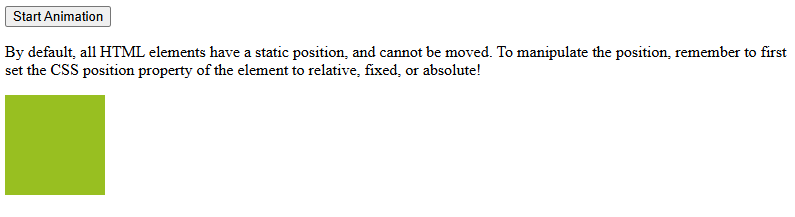 Start Animation
By default, all HTML elements have a static position, and cannot be moved. To manipulate the position, remember to first
set the CSS position property of the element to relative, fixed, or absolute!